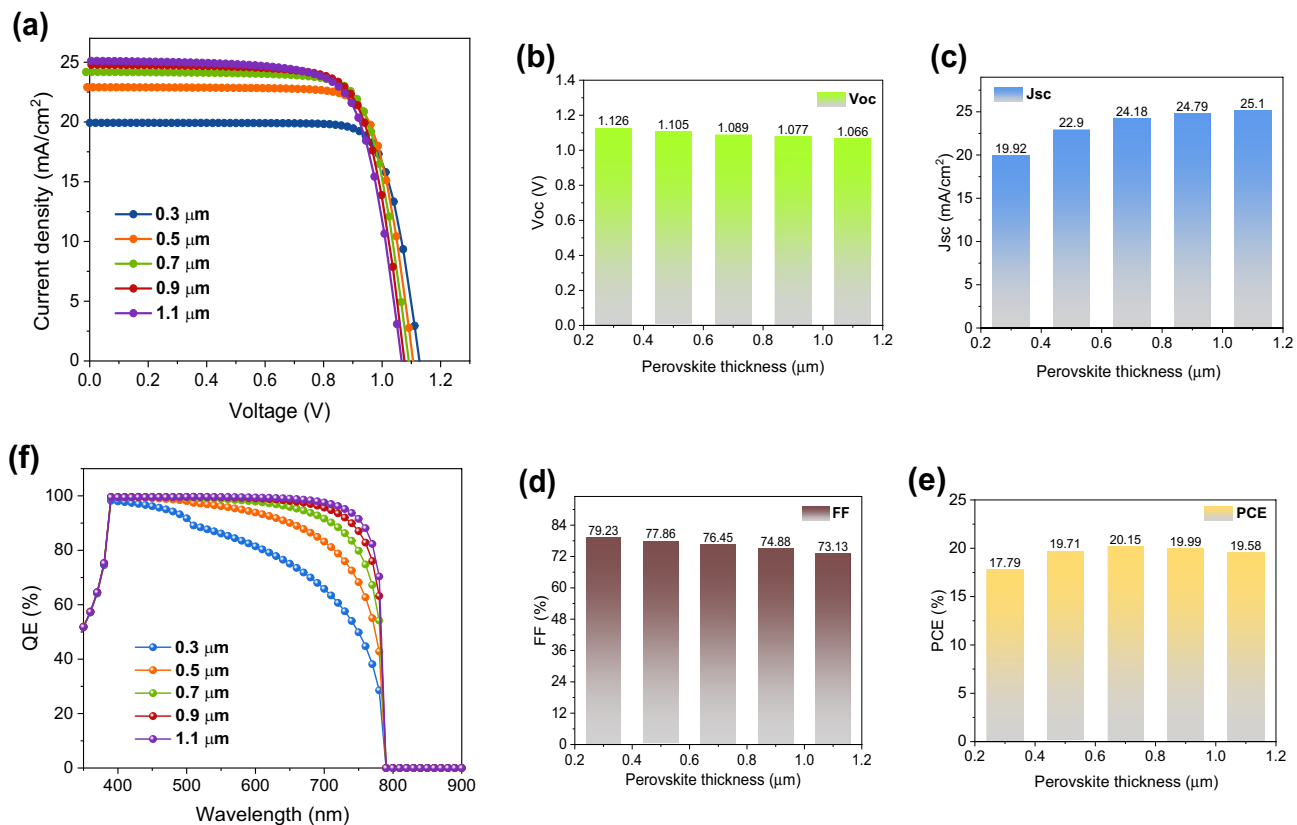 (a)
Current density (mA/cm²)
25
20
15
10
5
0
0.3 μm
0.5 μm
0.7 μm
0.9 μm
1.1 μm
0.0 0.2 0.4 0.6 0.8 1.0 1.2
Voltage (V)
(b)
Voc
Voc (V)
1.4
1.2
1.0
0.8
0.6
0.4
0.2
0.0
1.126 1.105 1.089 1.077 1.066
0.2 0.4 0.6 0.8 1.0 1.2
Perovskite thickness (μm)
(c)
Jsc
Jsc (mA/cm²)
25
20
15
10
5
0
19.92 22.9 24.18 24.79 25.1
0.2 0.4 0.6 0.8 1.0 1.2
Perovskite thickness (μm)
(f)
QE (%)
100
80
60
40
20
0
0.3 μm
0.5 μm
0.7 μm
0.9 μm
1.1 μm
400 500 600 700 800 900
Wavelength (nm)
(d)
FF
FF (%)
84
72
60
48
36
24
12
0
79.23 77.86 76.45 74.88 73.13
0.2 0.4 0.6 0.8 1.0 1.2
Perovskite thickness (μm)
(e)
PCE
PCE (%)
25
20
15
10
5
0
17.79 19.71 20.15 19.99 19.58
0.2 0.4 0.6 0.8 1.0 1.2
Perovskite thickness (μm)